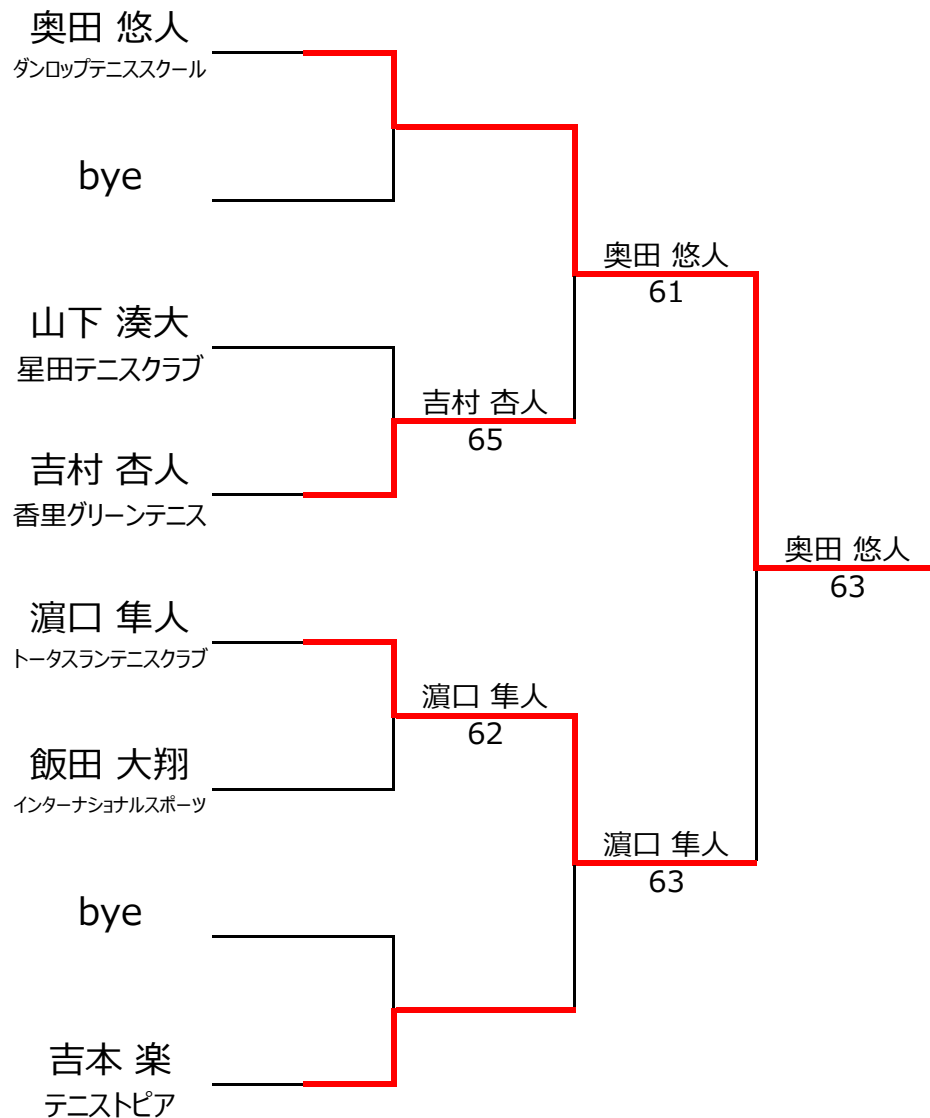 奥田 悠人
ダンロップテニススクール
bye
山下 湊大
星田テニスクラブ
吉村 杏人
香里グリーンテニス
濵口 隼人
トータスランテニスクラブ
飯田 大翔
インターナショナルスポーツ
bye
吉本 楽
テニストピア
吉村 杏人
65
濵口 隼人
62
奥田 悠人
61
濵口 隼人
63
奥田 悠人
63